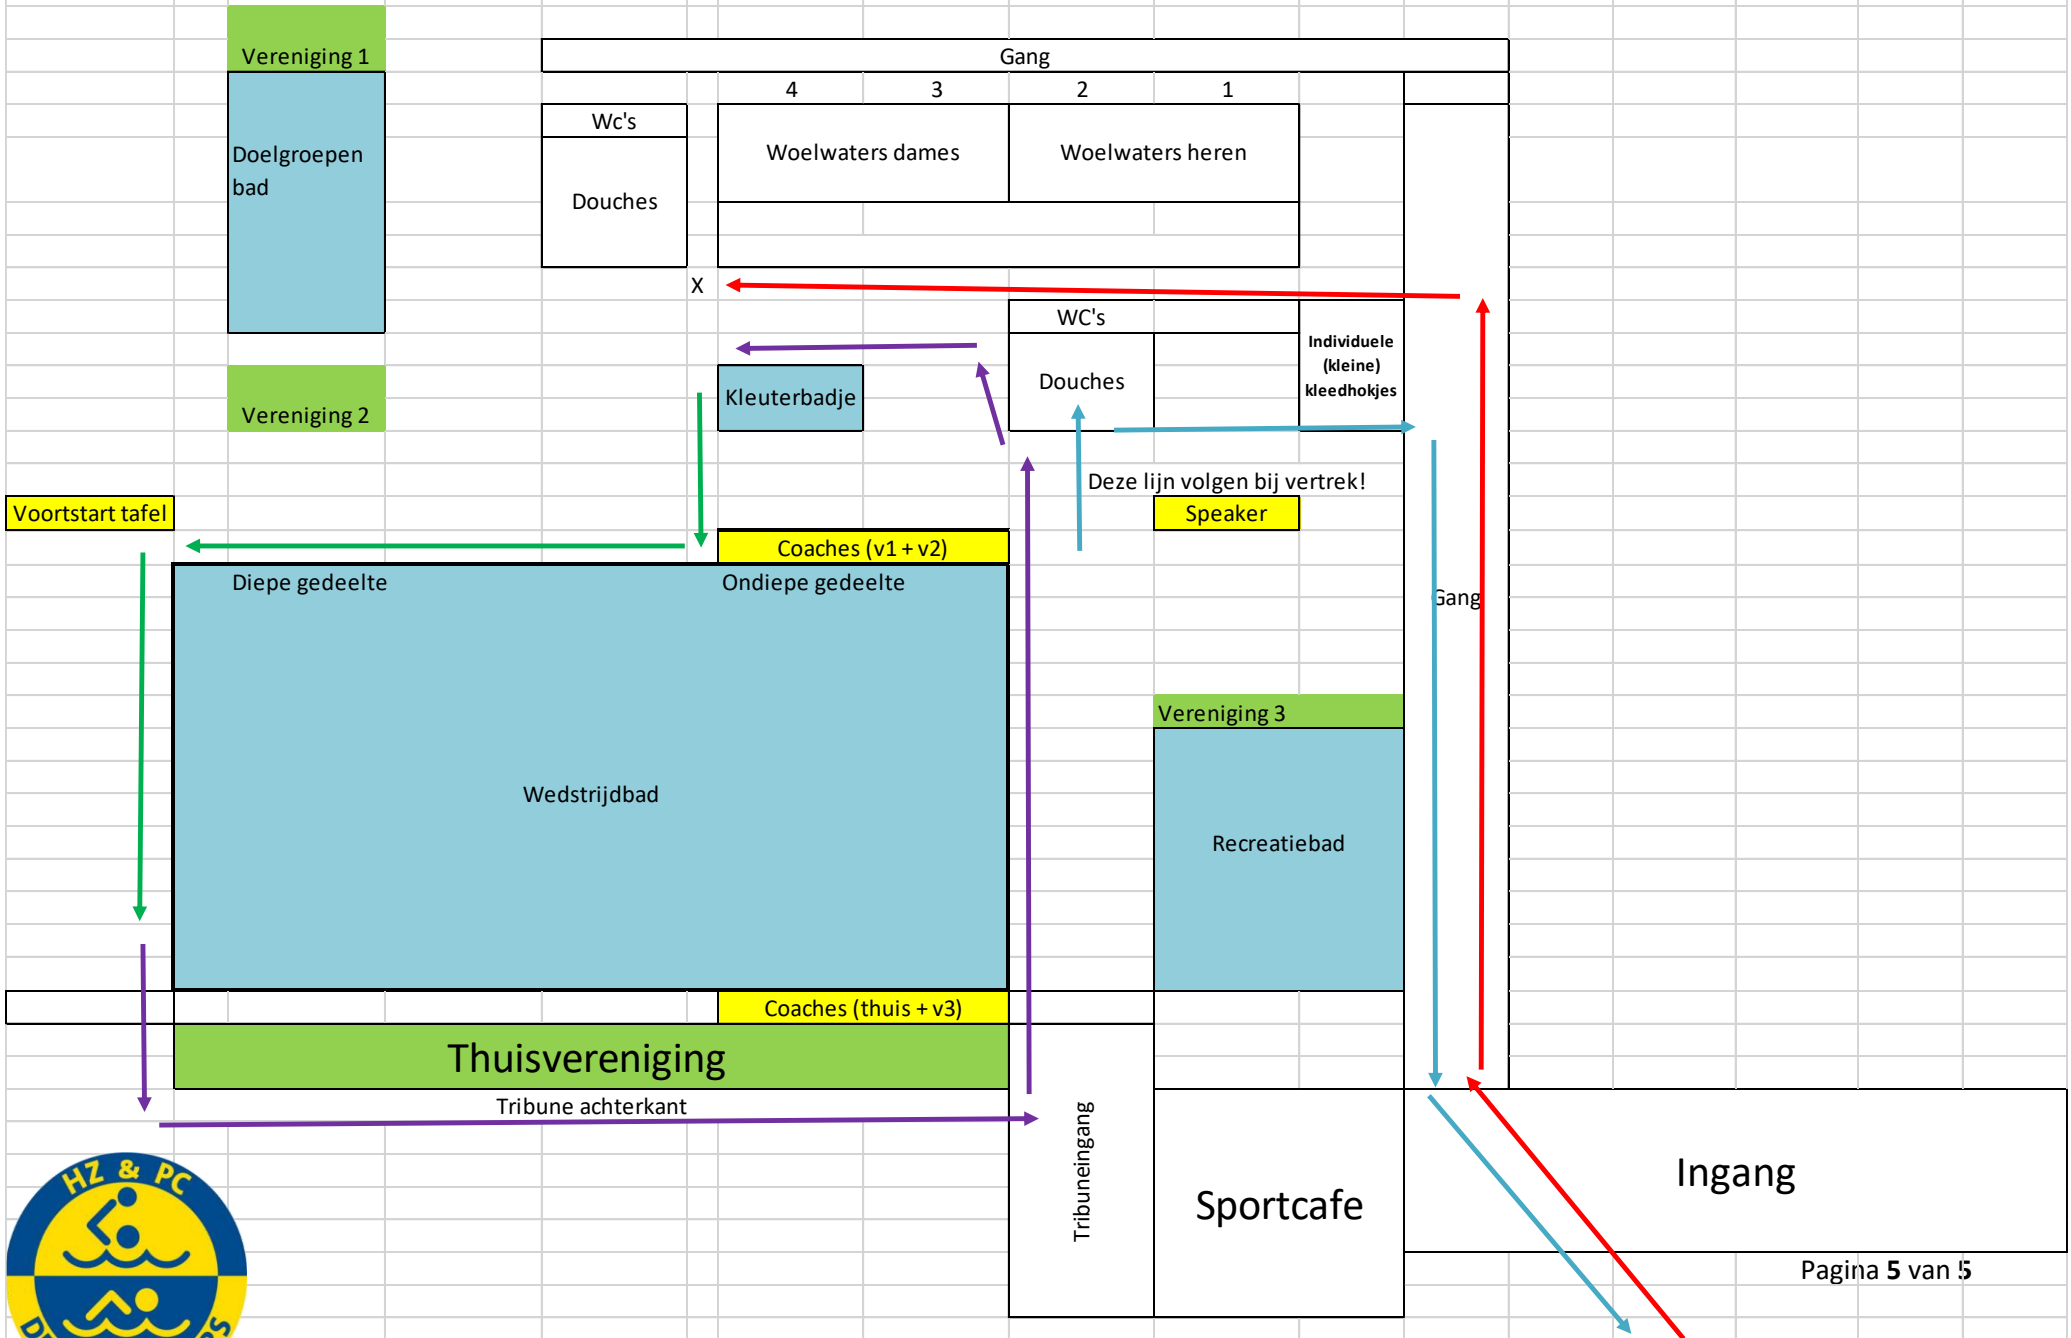 Vereniging 1
Gang
4
3
2
1
Wc's
Woelwaters dames
Woelwaters heren
Doelgroepen
bad
Douches
X
WC's
Individuele
(kleine)
kleedhokjes
Douches
Kleuterbadje
Vereniging 2
Deze lijn volgen bij vertrek!
Voortstart tafel
Speaker
Coaches (v1 + v2)
Diepe gedeelte
Ondiepe gedeelte
Gang
Vereniging 3
Wedstrijdbad
Recreatiebad
Coaches (thuis + v3)
Thuisvereniging
Tribune achterkant
Tribuneingang
Ingang
Sportcafe
HZ & PC
Pagina 5 van 5